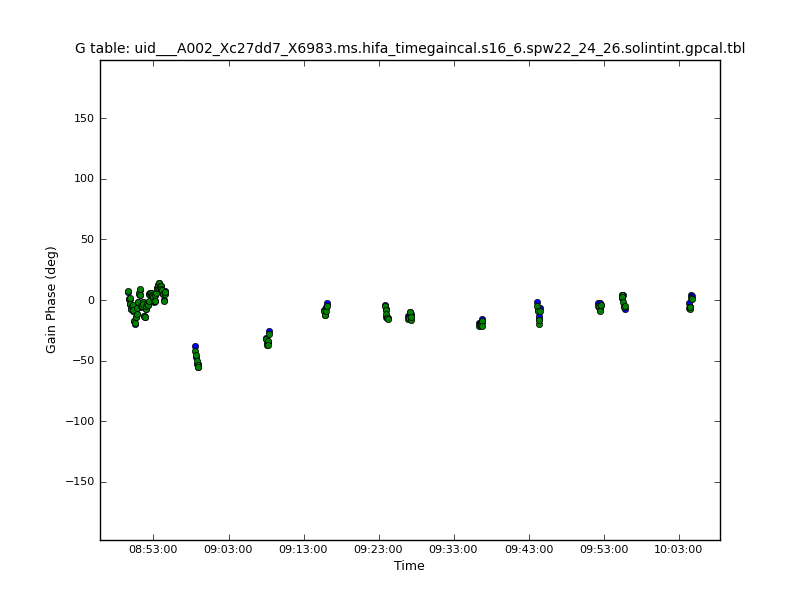 G table: uid___A002_Xc27dd7_X6983.ms.hifa_timegaincal.s16_6.spw22_24_26.solintint.gpcal.tbl
150
100
50
0
−50
−100
−150
Gain Phase (deg)
08:53:00 09:03:00 09:13:00 09:23:00 09:33:00 09:43:00 09:53:00 10:03:00
Time